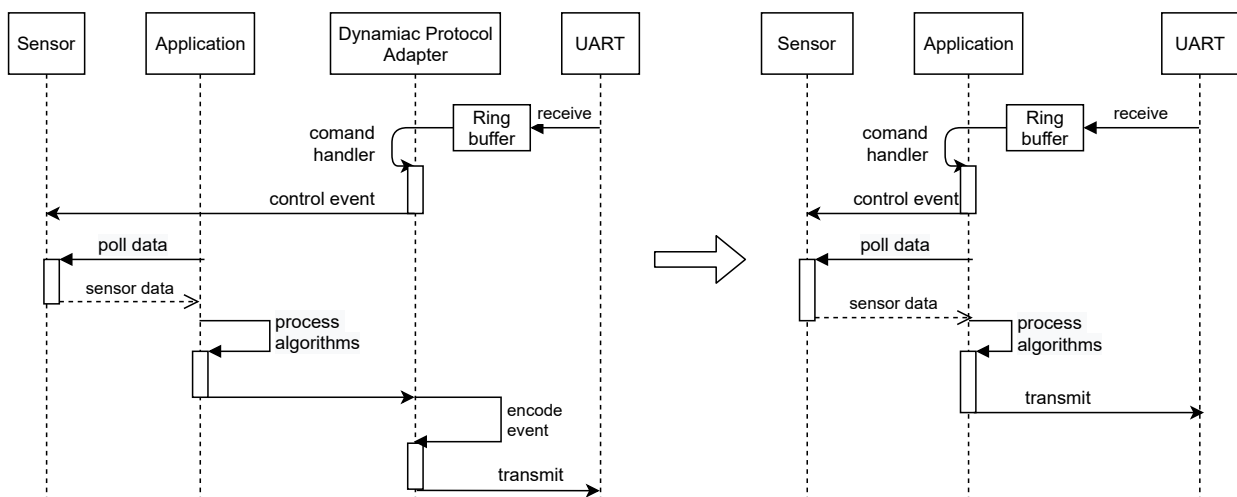 Sensor
Application
Dynamiac Protocol
Adapter
UART
receive
Ring
buffer
comand
handler
control event
poll data
sensor data
process
algorithms
encode
event
transmit
Sensor
Application
UART
receive
Ring
buffer
comand
handler
control event
poll data
sensor data
process
algorithms
transmit